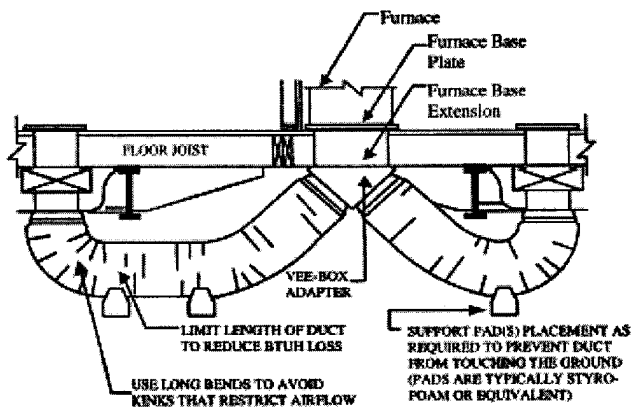 Furnace
Furnace Base
Plate
Furnace Base
Extension
FLOOR JOIST
VEE-BOX
ADAPTER
LIMIT LENGTH OF DUCT
TO REDUCE BTUH LOSS
USE LONG BENDS TO AVOID
KINKS THAT RESTRICT AIRFLOW
SUPPORT PAD(S) PLACEMENT AS
REQUIRED TO PREVENT DUCT
FROM TOUCHING THE GROUND
(PADS ARE TYPICALLY STYRO-
FOAM OR EQUIVALENT)